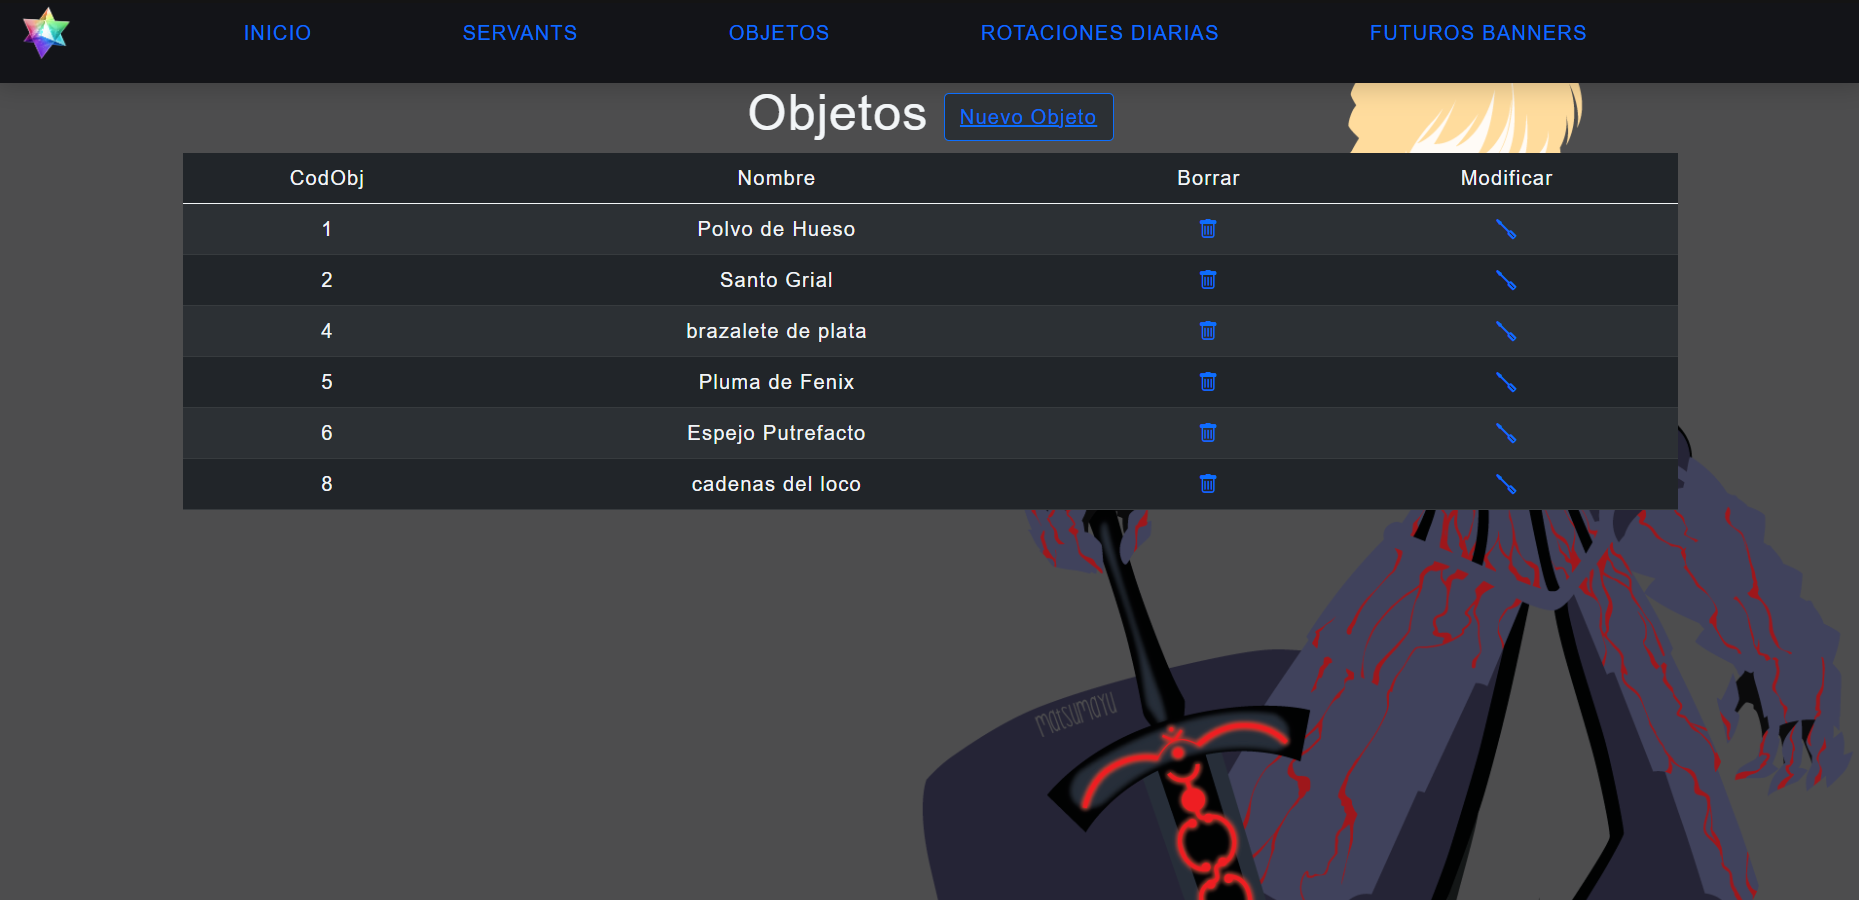 INICIO SERVANTS OBJETOS ROTACIONES DIARIAS FUTUROS BANNERS
Objetos Nuevo Objeto
CodObj Nombre Borrar Modificar
1 Polvo de Hueso
2 Santo Grial
4 brazalete de plata
5 Pluma de Fenix
6 Espejo Putrefacto
8 cadenas del loco
matsumayu